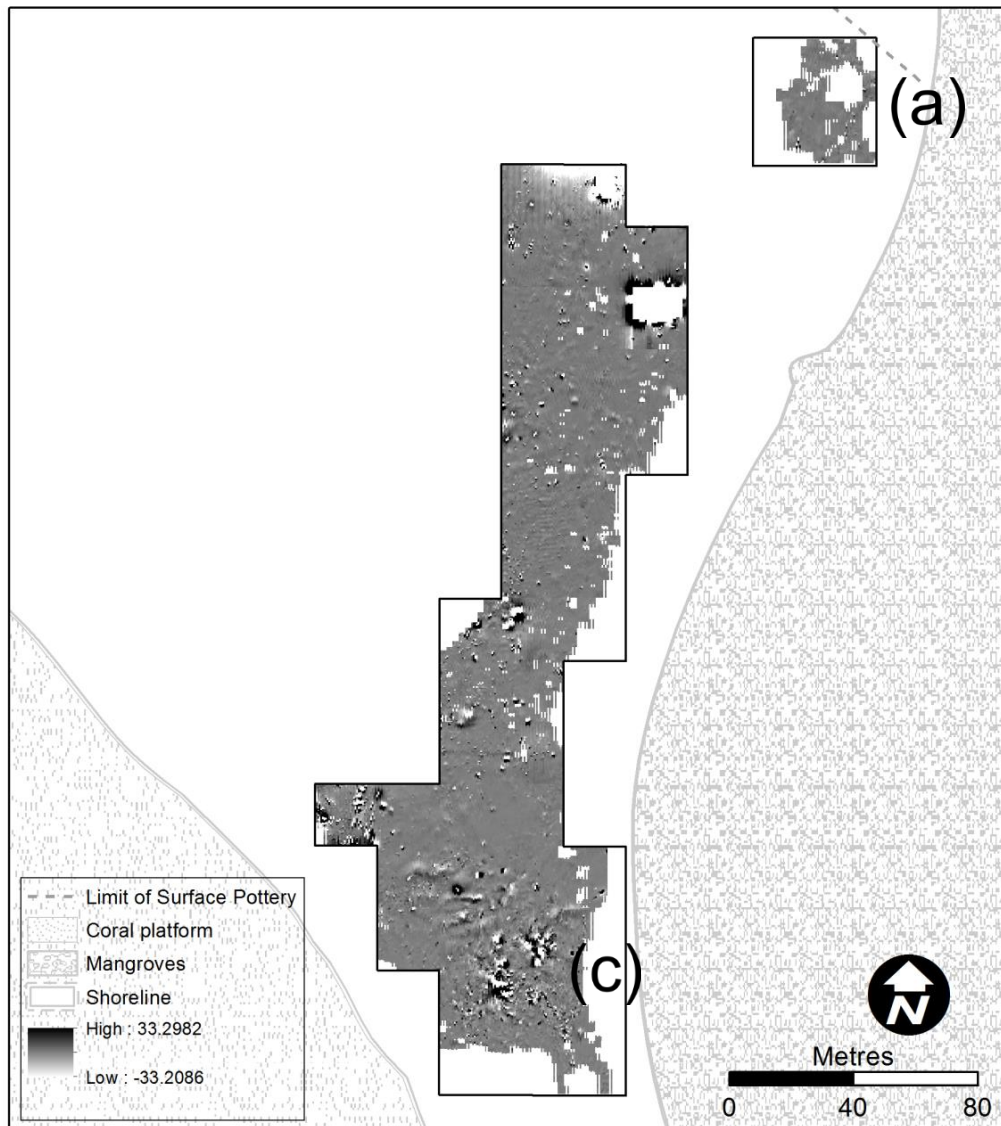 (a)
(c)
Limit of Surface Pottery
Coral platform
Mangroves
Shoreline
High : 33.2982
Low : -33.2086
N
Metres
0 40 80